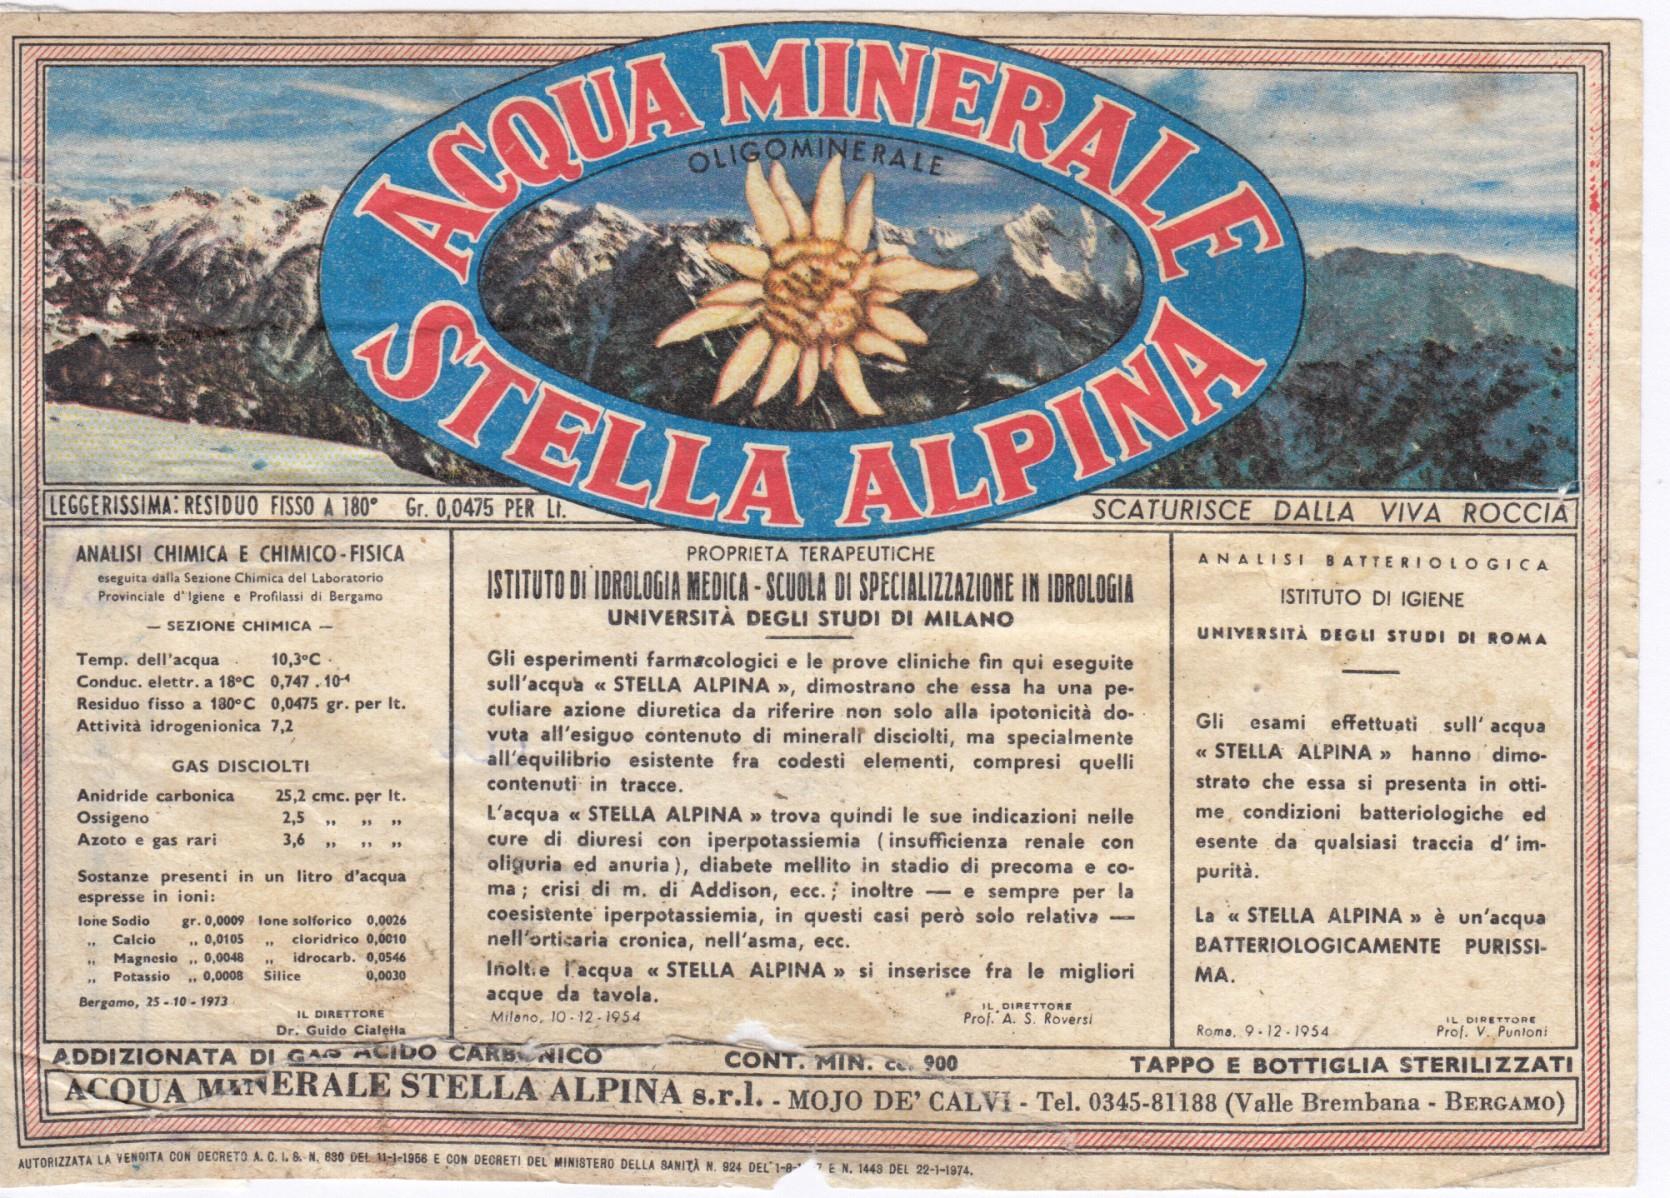 ACQUA MINERALE
OLIGOMINERALE
STELLA ALPINA
LEGGERISSIMA: RESIDUO FISSO A 180° Gr. 0,0475 PER Lt.
SCATURISCE DALLA VIVA ROCCIA
ANALISI CHIMICA E CHIMICO-FISICA
eseguita dalla Sezione Chimica del Laboratorio
Provinciale d'Igiene e Profilassi di Bergamo
— SEZIONE CHIMICA —
Temp. dell'acqua 10,3°C
Conduc. elettr. a 18°C 0,747 . 10-4
Residuo fisso a 180°C 0,0475 gr. per lt.
Attività idrogenionica 7,2
GAS DISCIOLTI
Anidride carbonica 25,2 cmc. per lt.
Ossigeno 2,5 „ „ „
Azoto e gas rari 3,6 „ „ „
Sostanze presenti in un litro d'acqua
espresse in ioni:
Ione Sodio gr. 0,0009 Ione solforico 0,0026
„ Calcio „ 0,0105 „ cloridrico 0,0010
„ Magnesio „ 0,0048 „ idrocarb. 0,0546
„ Potassio „ 0,0008 Silice 0,0030
Bergamo, 25-10-1973
IL DIRETTORE
Dr. Guido Cialella
PROPRIETA TERAPEUTICHE
ISTITUTO DI IDROLOGIA MEDICA - SCUOLA DI SPECIALIZZAZIONE IN IDROLOGIA
UNIVERSITÀ DEGLI STUDI DI MILANO
Gli esperimenti farmacologici e le prove cliniche fin qui eseguite
sull'acqua « STELLA ALPINA », dimostrano che essa ha una pe-
culiare azione diuretica da riferire non solo alla ipotonicità do-
vuta all'esiguo contenuto di minerali disciolti, ma specialmente
all'equilibrio esistente fra codesti elementi, compresi quelli
contenuti in tracce.
L'acqua « STELLA ALPINA » trova quindi le sue indicazioni nelle
cure di diuresi con iperpotassiemia (insufficienza renale con
oliguria ed anuria), diabete mellito in stadio di precoma e co-
ma; crisi di m. di Addison, ecc.; inoltre — e sempre per la
coesistente iperpotassiemia, in questi casi però solo relativa —
nell'orticaria cronica, nell'asma, ecc.
Inoltre l'acqua « STELLA ALPINA » si inserisce fra le migliori
acque da tavola.
Milano, 10-12-1954
IL DIRETTORE
Prof. A. S. Roversi
ANALISI BATTERIOLOGICA
ISTITUTO DI IGIENE
UNIVERSITÀ DEGLI STUDI DI ROMA
Gli esami effettuati sull'acqua
« STELLA ALPINA » hanno dimo-
strato che essa si presenta in otti-
me condizioni batteriologiche ed
esente da qualsiasi traccia d'im-
purità.
La « STELLA ALPINA » è un'acqua
BATTERIOLOGICAMENTE PURISSI-
MA.
Roma, 9-12-1954
IL DIRETTORE
Prof. V. Puntoni
ADDIZIONATA DI GAS ACIDO CARBONICO CONT. MIN. cc. 900 TAPPO E BOTTIGLIA STERILIZZATI
ACQUA MINERALE STELLA ALPINA s.r.l. - MOJO DE' CALVI - Tel. 0345-81188 (Valle Brembana - BERGAMO)
AUTORIZZATA LA VENDITA CON DECRETO A. C. I. S. N. 630 DEL 11-1-1956 E CON DECRETI DEL MINISTERO DELLA SANITÀ N. 924 DEL E N. 1443 DEL 22-1-1974.